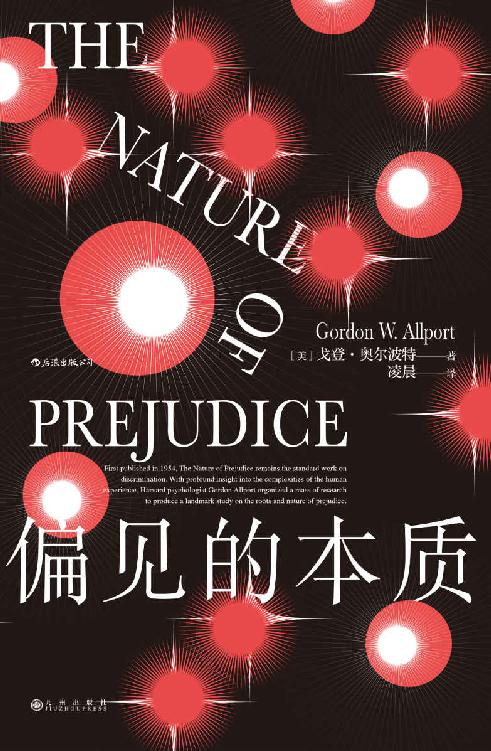 THE
NATURE
OF
Gordon W. Allport
[美] 戈登·奥尔波特——著
凌晨——译
后浪出版公司
PREJUDICE
First published in 1954, The Nature of Prejudice remains the standard work on
discrimination. With profound insight into the complexities of the human
experience, Harvard psychologist Gordon Allport organized a mass of research
to produce a landmark study on the roots and nature of prejudice.
偏见的本质
九州出版社
JIUZHOUPRESS